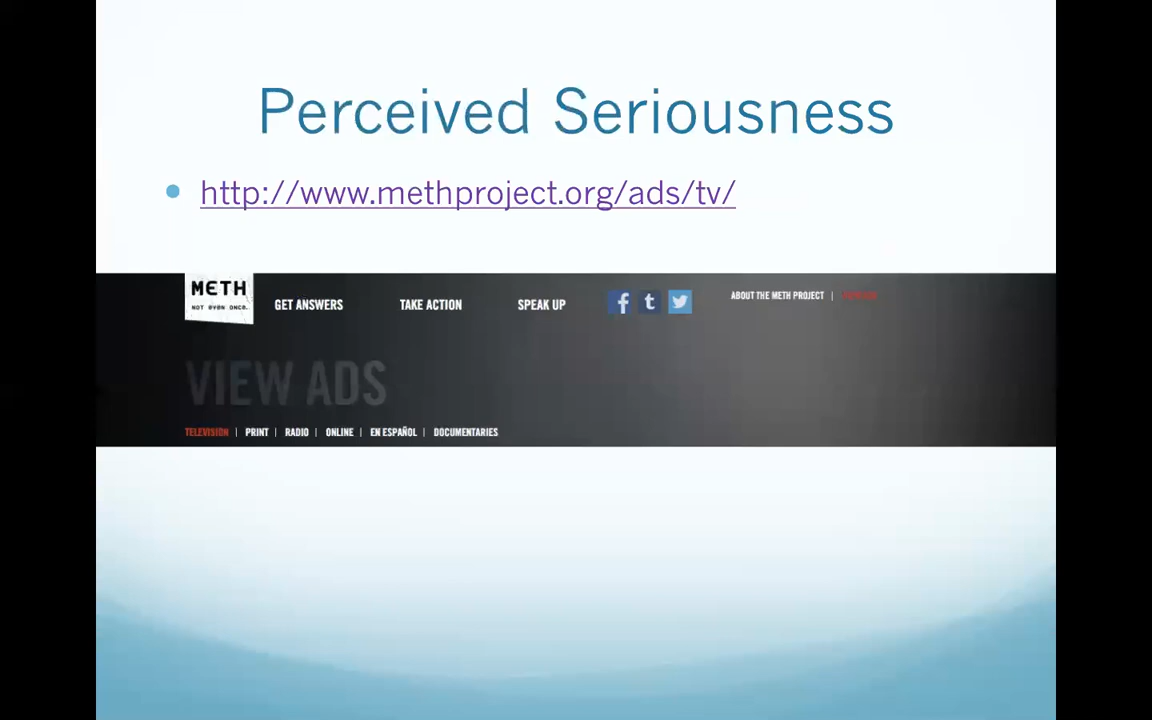 Perceived Seriousness
http://www.methproject.org/ads/tv/
METH
NOT EVEN ONCE.
GET ANSWERS
TAKE ACTION
SPEAK UP
f t
ABOUT THE METH PROJECT |
VIEW ADS
TELEVISION | PRINT | RADIO | ONLINE | EN ESPAÑOL | DOCUMENTARIES